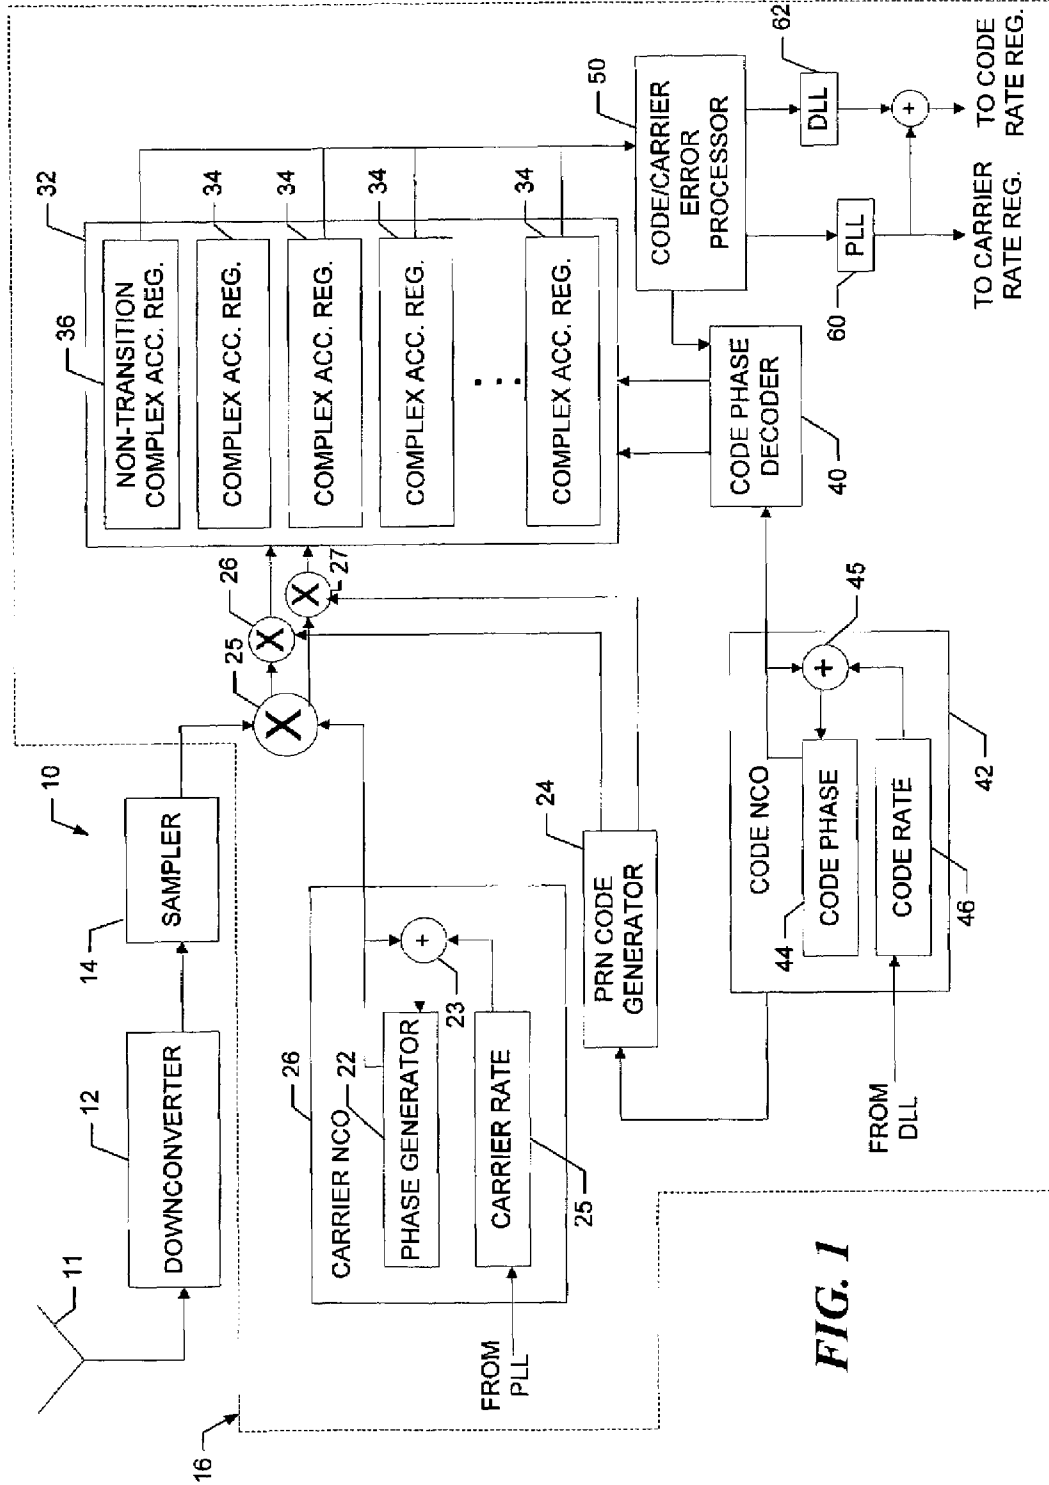 10
11
12
DOWNCONVERTER
14
SAMPLER
16
25
26
27
32
36
NON-TRANSITION
COMPLEX ACC. REG.
34
COMPLEX ACC. REG.
34
COMPLEX ACC. REG.
34
COMPLEX ACC. REG.
. . .
34
COMPLEX ACC. REG.
26
CARRIER NCO
22
PHASE GENERATOR
+
23
CARRIER RATE
25
FROM
PLL
24
PRN CODE
GENERATOR
X
X
X
50
CODE/CARRIER
ERROR
PROCESSOR
CODE PHASE
DECODER
40
62
DLL
PLL
60
+
TO CARRIER
RATE REG.
TO CODE
RATE REG.
CODE NCO
44
CODE PHASE
+
45
CODE RATE
46
42
FROM
DLL
FIG. 1